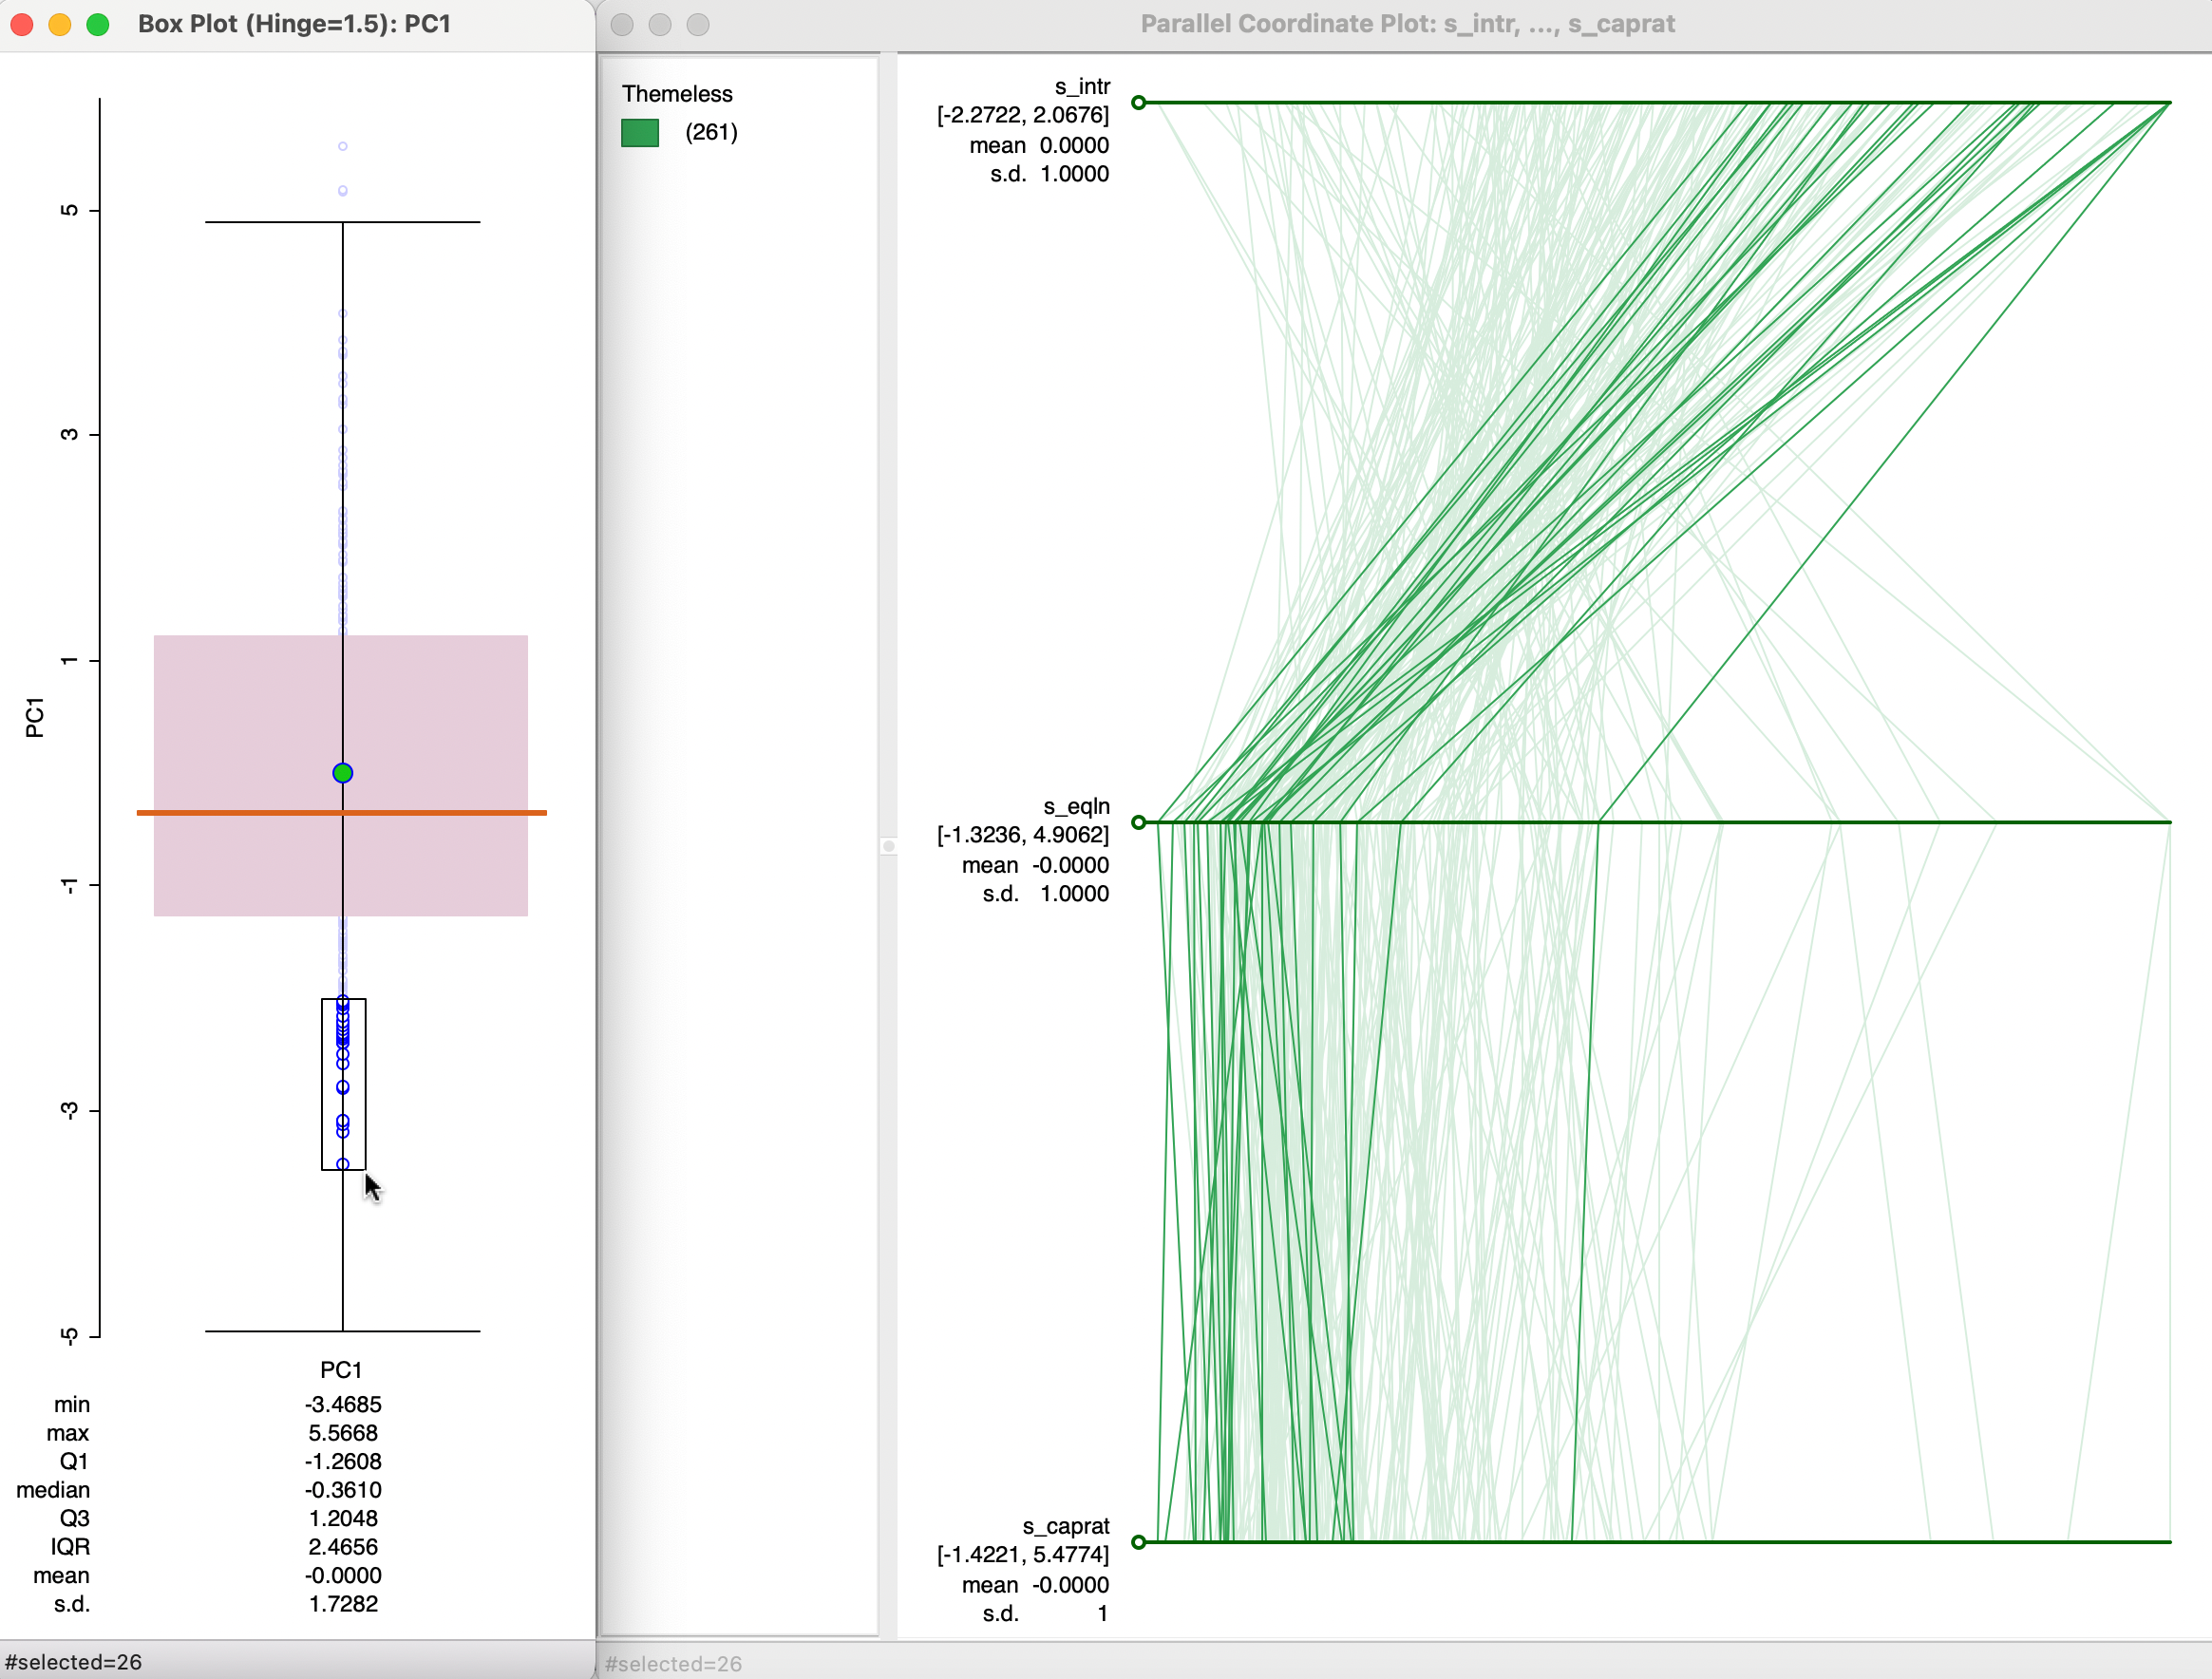 Box Plot (Hinge=1.5): PC1
5
3
1
-1
-3
-5
PC1
PC1
min -3.4685
max 5.5668
Q1 -1.2608
median -0.3610
Q3 1.2048
IQR 2.4656
mean -0.0000
s.d. 1.7282
#selected=26
Parallel Coordinate Plot: s_intr, ..., s_caprat
Themeless
(261)
s_intr
[-2.2722, 2.0676]
mean 0.0000
s.d. 1.0000
s_eqln
[-1.3236, 4.9062]
mean -0.0000
s.d. 1.0000
s_caprat
[-1.4221, 5.4774]
mean -0.0000
s.d. 1
#selected=26